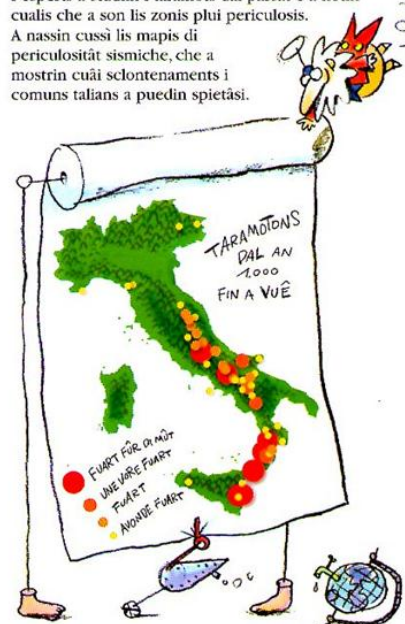 cualis che a son lis zonis plui periculosis.
A nassin cussì lis mapis di
periculositât sismiche, che a
mostrin cuâi sclontenaments i
comuns talians a puedin spietâsi.
TARAMOTONS
DAL AN
1.000
FIN A VUÊ
FUART FÛR DI MÛT
UNE VORE FUART
FUART
AVONDE FUART